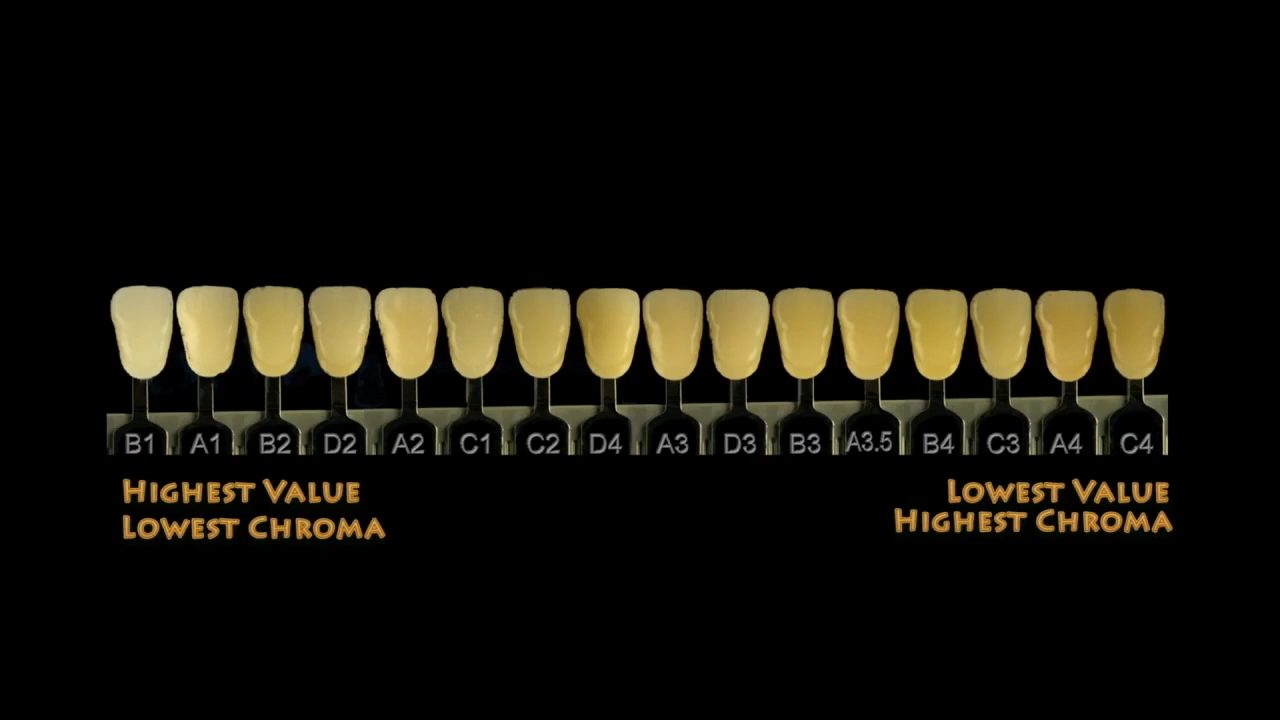 B1 A1 B2 D2 A2 C1 C2 D4 A3 D3 B3 A3.5 B4 C3 A4 C4
Highest Value
Lowest Chroma
Lowest Value
Highest Chroma